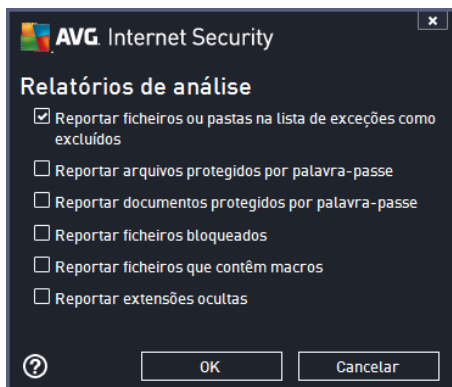 AVG. Internet Security
Relatórios de análise
Reportar ficheiros ou pastas na lista de exceções como
excluídos
Reportar arquivos protegidos por palavra-passe
Reportar documentos protegidos por palavra-passe
Reportar ficheiros bloqueados
Reportar ficheiros que contêm macros
Reportar extensões ocultas
? OK Cancelar